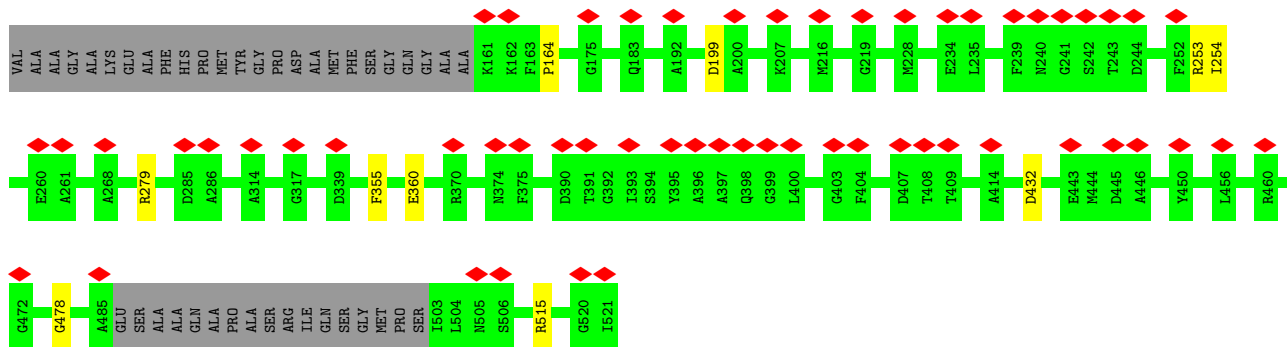 VAL ALA ALA GLY ALA LYS GLU ALA PHE HIS PRO MET TYR GLY PRO ASP ALA MET PHE SER GLY GLN GLY ALA ALA K161 K162 F163 P164 G175 Q183 A192 D199 A200 K207 M216 G219 M228 E234 L235 F239 N240 G241 S242 T243 D244 F252 R253 I254
E260 A261 A268 R279 D285 A286 A314 G317 D339 F355 E360 R370 N374 F375 D390 T391 G392 I393 S394 Y395 A396 A397 Q398 G399 L400 G403 F404 D407 T408 T409 A414 D432 E443 M444 D445 A446 Y450 L456 R460
G472 G478 A485 GLU SER ALA ALA GLN ALA PRO ALA SER ARG ILE GLN SER GLY MET PRO SER I503 L504 N505 S506 R515 G520 I521